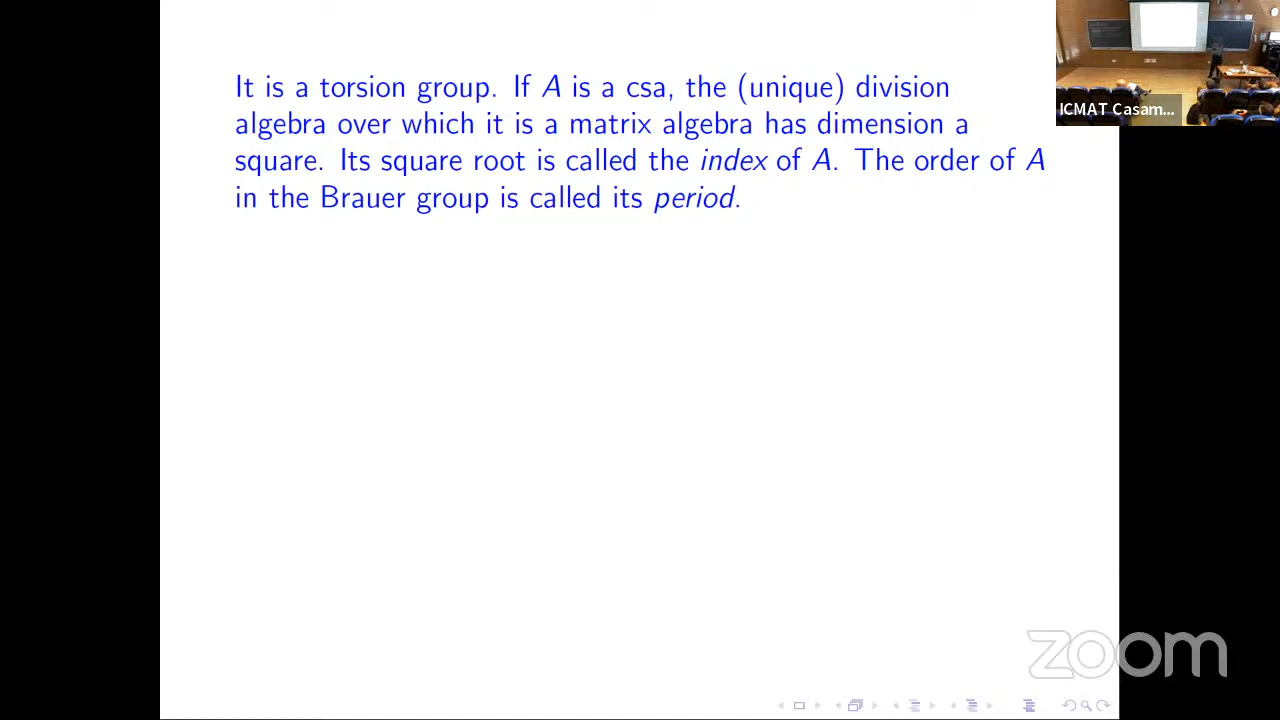 It is a torsion group. If A is a csa, the (unique) division
algebra over which it is a matrix algebra has dimension a
square. Its square root is called the index of A. The order of A
in the Brauer group is called its period.
ICMAT Casam...
zoom